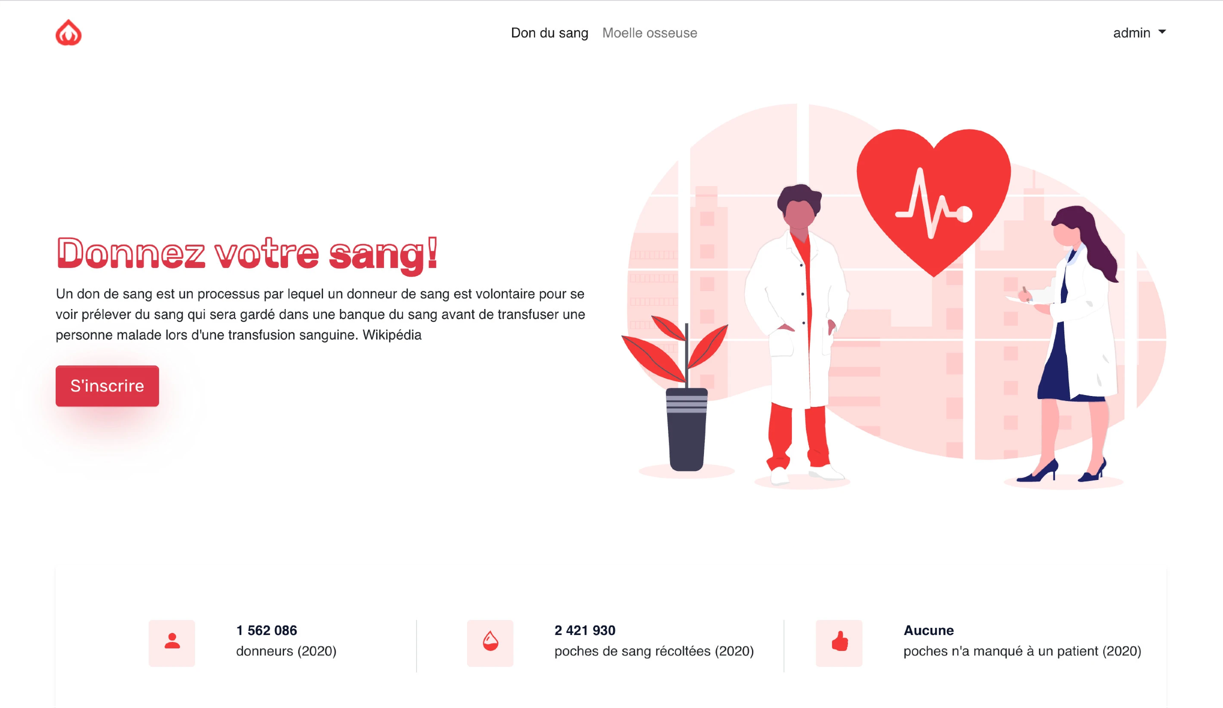 Don du sang Moelle osseuse admin
Donnez votre sang!
Un don de sang est un processus par lequel un donneur de sang est volontaire pour se
voir prélever du sang qui sera gardé dans une banque du sang avant de transfuser une
personne malade lors d'une transfusion sanguine. Wikipédia
S'inscrire
1 562 086
donneurs (2020)
2 421 930
poches de sang récoltées (2020)
Aucune
poches n'a manqué à un patient (2020)